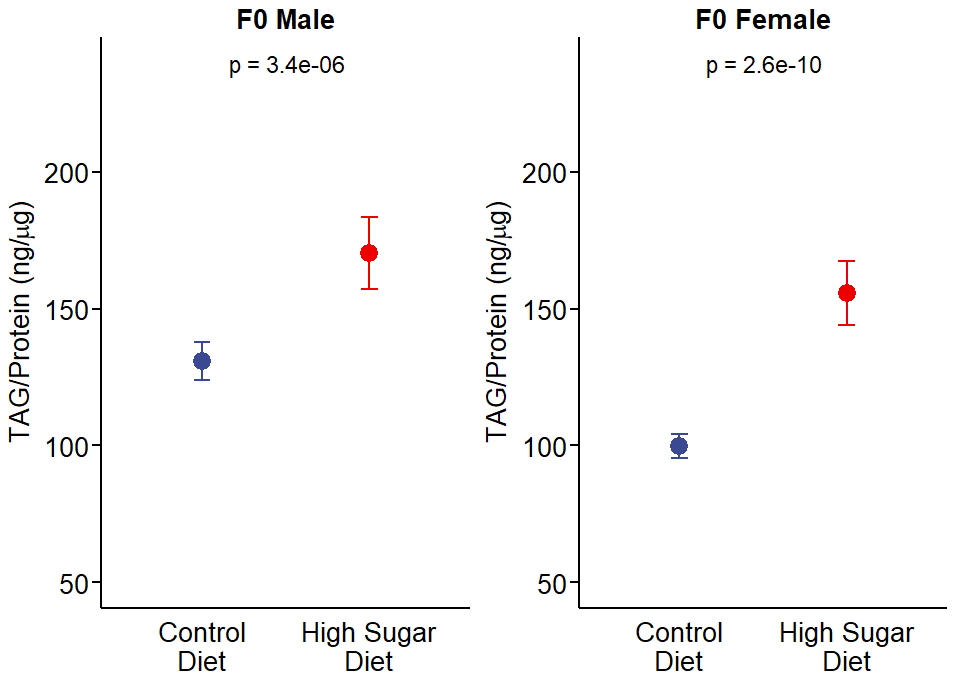 F0 Male
p = 3.4e-06
200
150
100
50
TAG/Protein (ng/μg)
Control
Diet
High Sugar
Diet
F0 Female
p = 2.6e-10
200
150
100
50
TAG/Protein (ng/μg)
Control
Diet
High Sugar
Diet